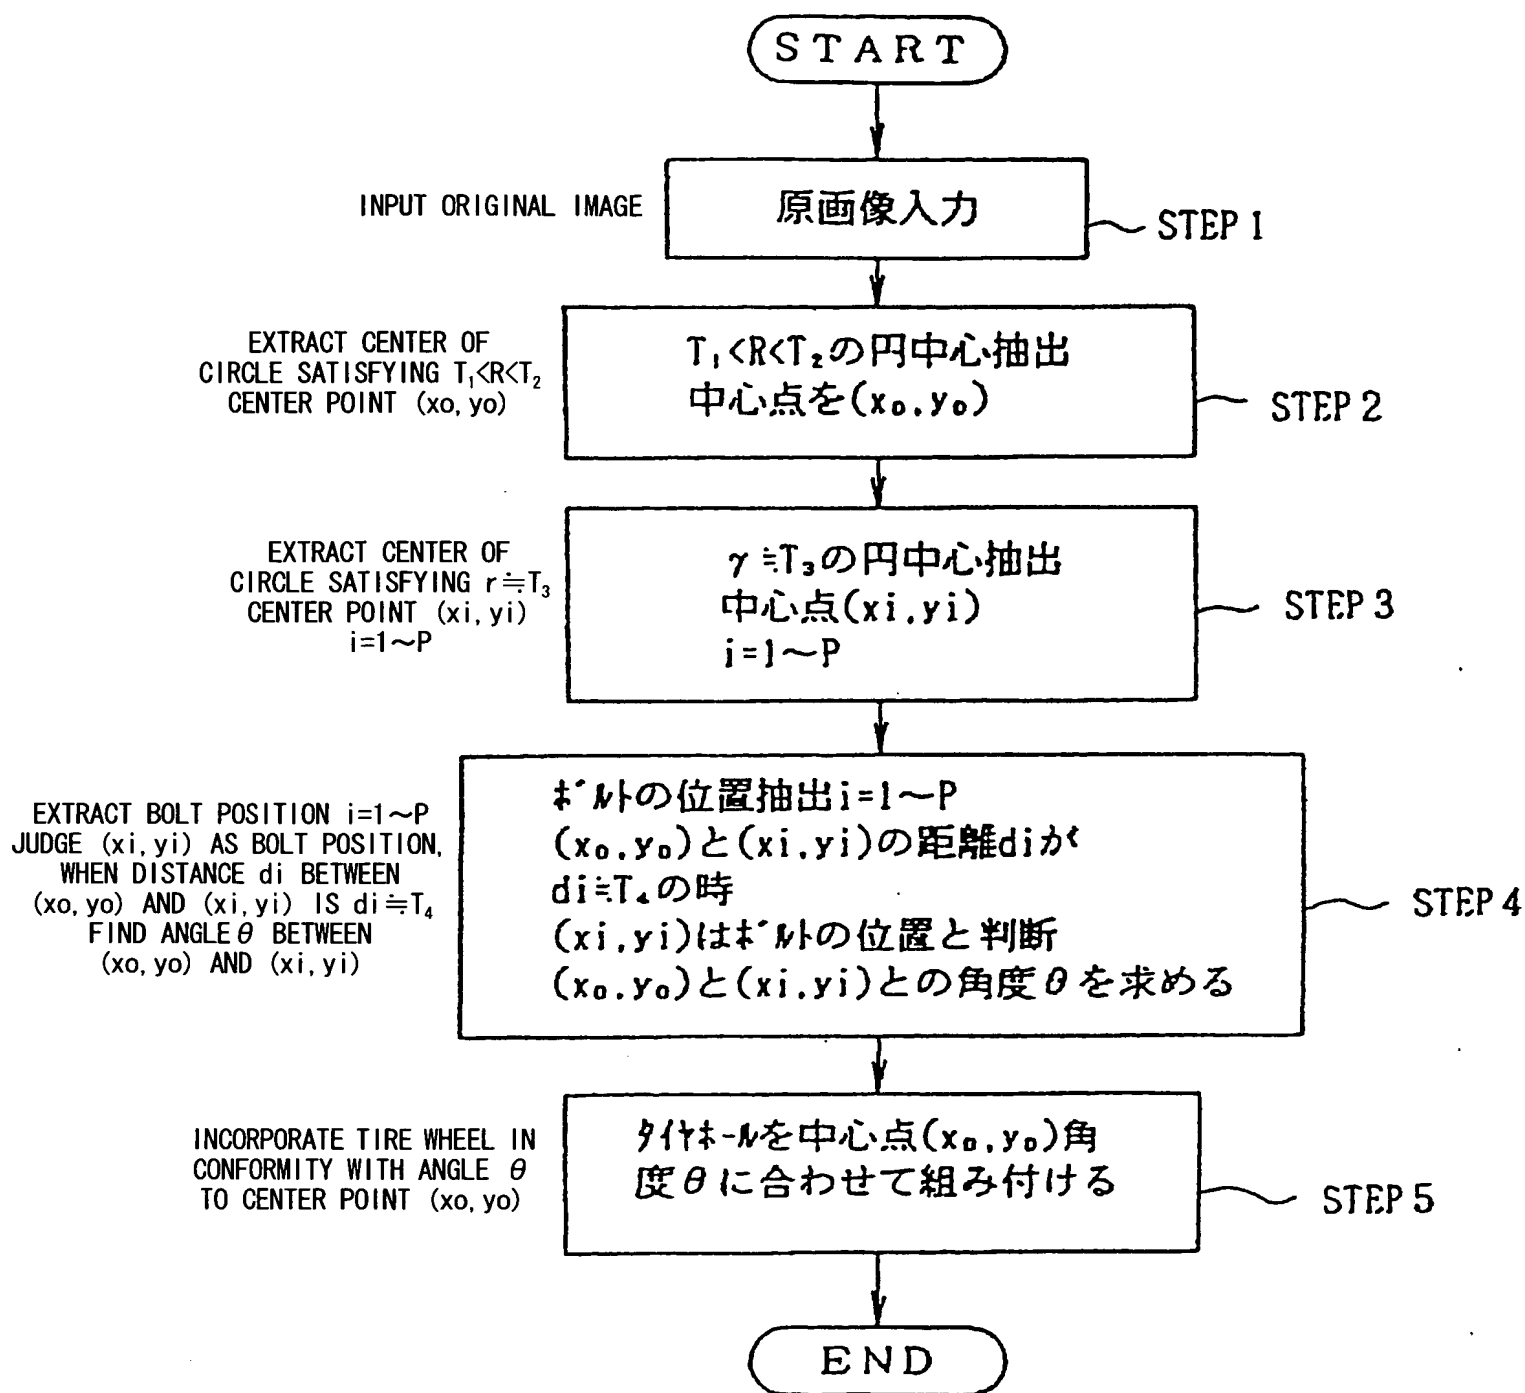 START
INPUT ORIGINAL IMAGE
原画像入力
STEP 1
EXTRACT CENTER OF
CIRCLE SATISFYING T₁<R<T₂
CENTER POINT (xo, yo)
T₁<R<T₂の円中心抽出
中心点を(x₀,y₀)
STEP 2
EXTRACT CENTER OF
CIRCLE SATISFYING r≒T₃
CENTER POINT (xi, yi)
i=1～P
γ≒T₃の円中心抽出
中心点(xi,yi)
i=1～P
STEP 3
EXTRACT BOLT POSITION i=1～P
JUDGE (xi, yi) AS BOLT POSITION,
WHEN DISTANCE di BETWEEN
(xo, yo) AND (xi, yi) IS di≒T₄
FIND ANGLE θ BETWEEN
(xo, yo) AND (xi, yi)
ボルトの位置抽出i=1～P
(x₀,y₀)と(xi,yi)の距離diが
di≒T₄の時
(xi,yi)はボルトの位置と判断
(x₀,y₀)と(xi,yi)との角度θを求める
STEP 4
INCORPORATE TIRE WHEEL IN
CONFORMITY WITH ANGLE θ
TO CENTER POINT (xo, yo)
タイヤホールを中心点(x₀,y₀)角
度θに合わせて組み付ける
STEP 5
END